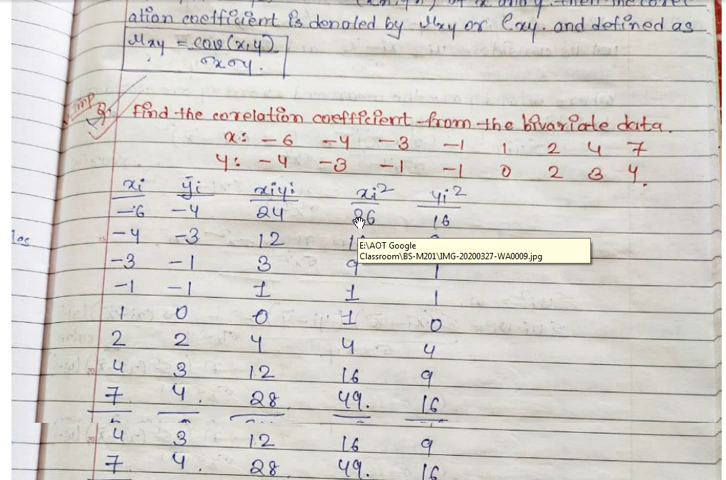 ation coefficient is denoted by rxy or ρxy. and defined as
rxy = cov(x,y)
σxσy.
imp
Q. Find the corelation coefficient from the bivariate data.
x: -6 -4 -3 -1 1 2 4 7
y: -4 -3 -1 -1 0 2 3 4.
xi yi xiyi xi² yi²
-6 -4 24 36 16
-4 -3 12
E:\AOT Google
Classroom\BS-M201\IMG-20200327-WA0009.jpg
-3 -1 3 9 1
-1 -1 1 1 1
1 0 0 1 0
2 2 4 4 4
4 3 12 16 9
7 4. 28 49. 16
4 3 12 16 9
7 4. 28 49. 16